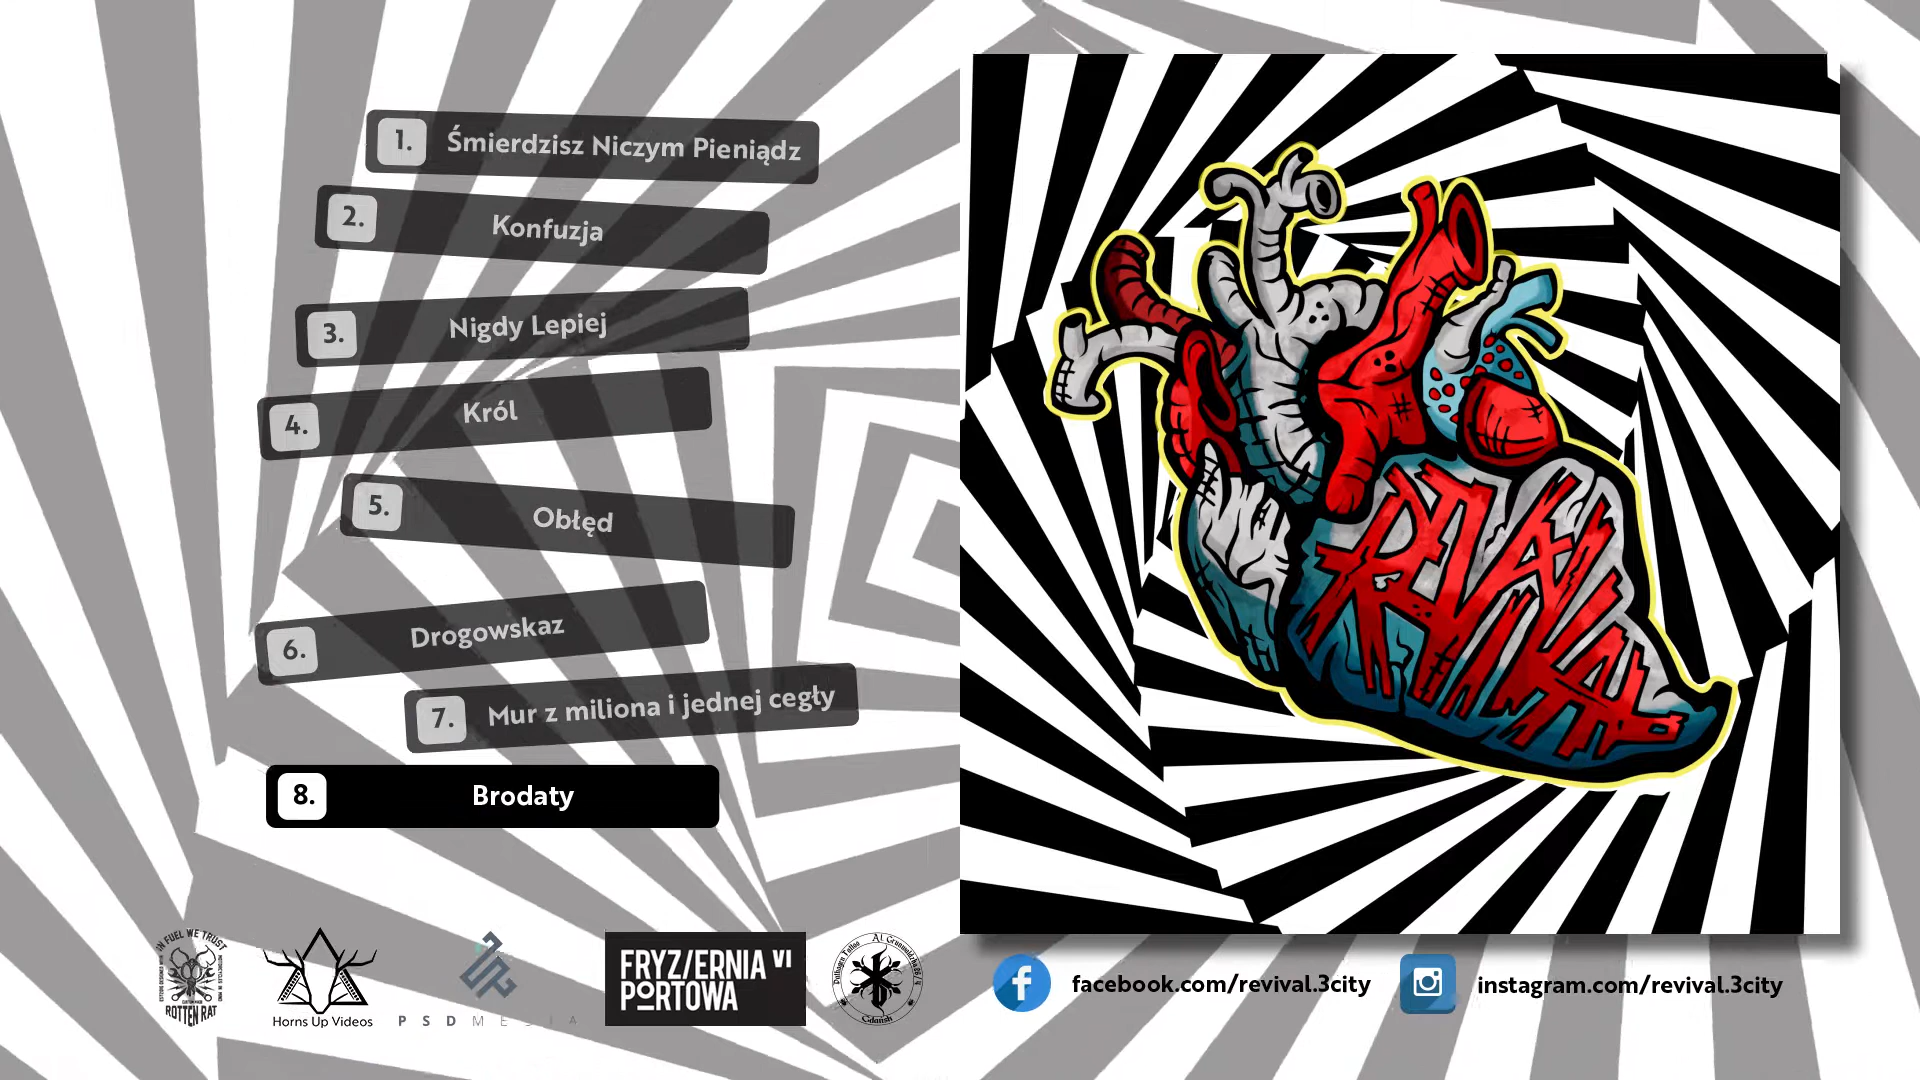 1. Śmierdzisz Niczym Pieniądz
2. Konfuzja
3. Nigdy Lepiej
4. Król
5. Obłęd
6. Drogowskaz
7. Mur z miliona i jednej cegły
8. Brodaty
REVIVAL
IN FUEL WE TRUST
ROTTEN RAT
Horns Up Videos
PSDMEDIA
FRYZ/ERNIA VI
PORTOWA
Gdańsk
facebook.com/revival.3city
instagram.com/revival.3city